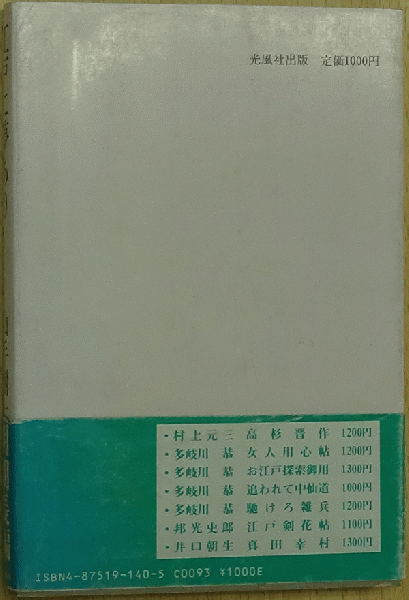 光風社出版 定価1000円
・村上元三 高杉晋作 1200円
・多岐川 恭 女人用心帖 1200円
・多岐川 恭 お江戸探索御用 1300円
・多岐川 恭 追われて中仙道 1000円
・多岐川 恭 馳けろ雑兵 1200円
・邦光史郎 江戸剣花帖 1100円
・井口朝生 真田幸村 1300円
ISBN4-87519-140-5 C0093 ¥1000E